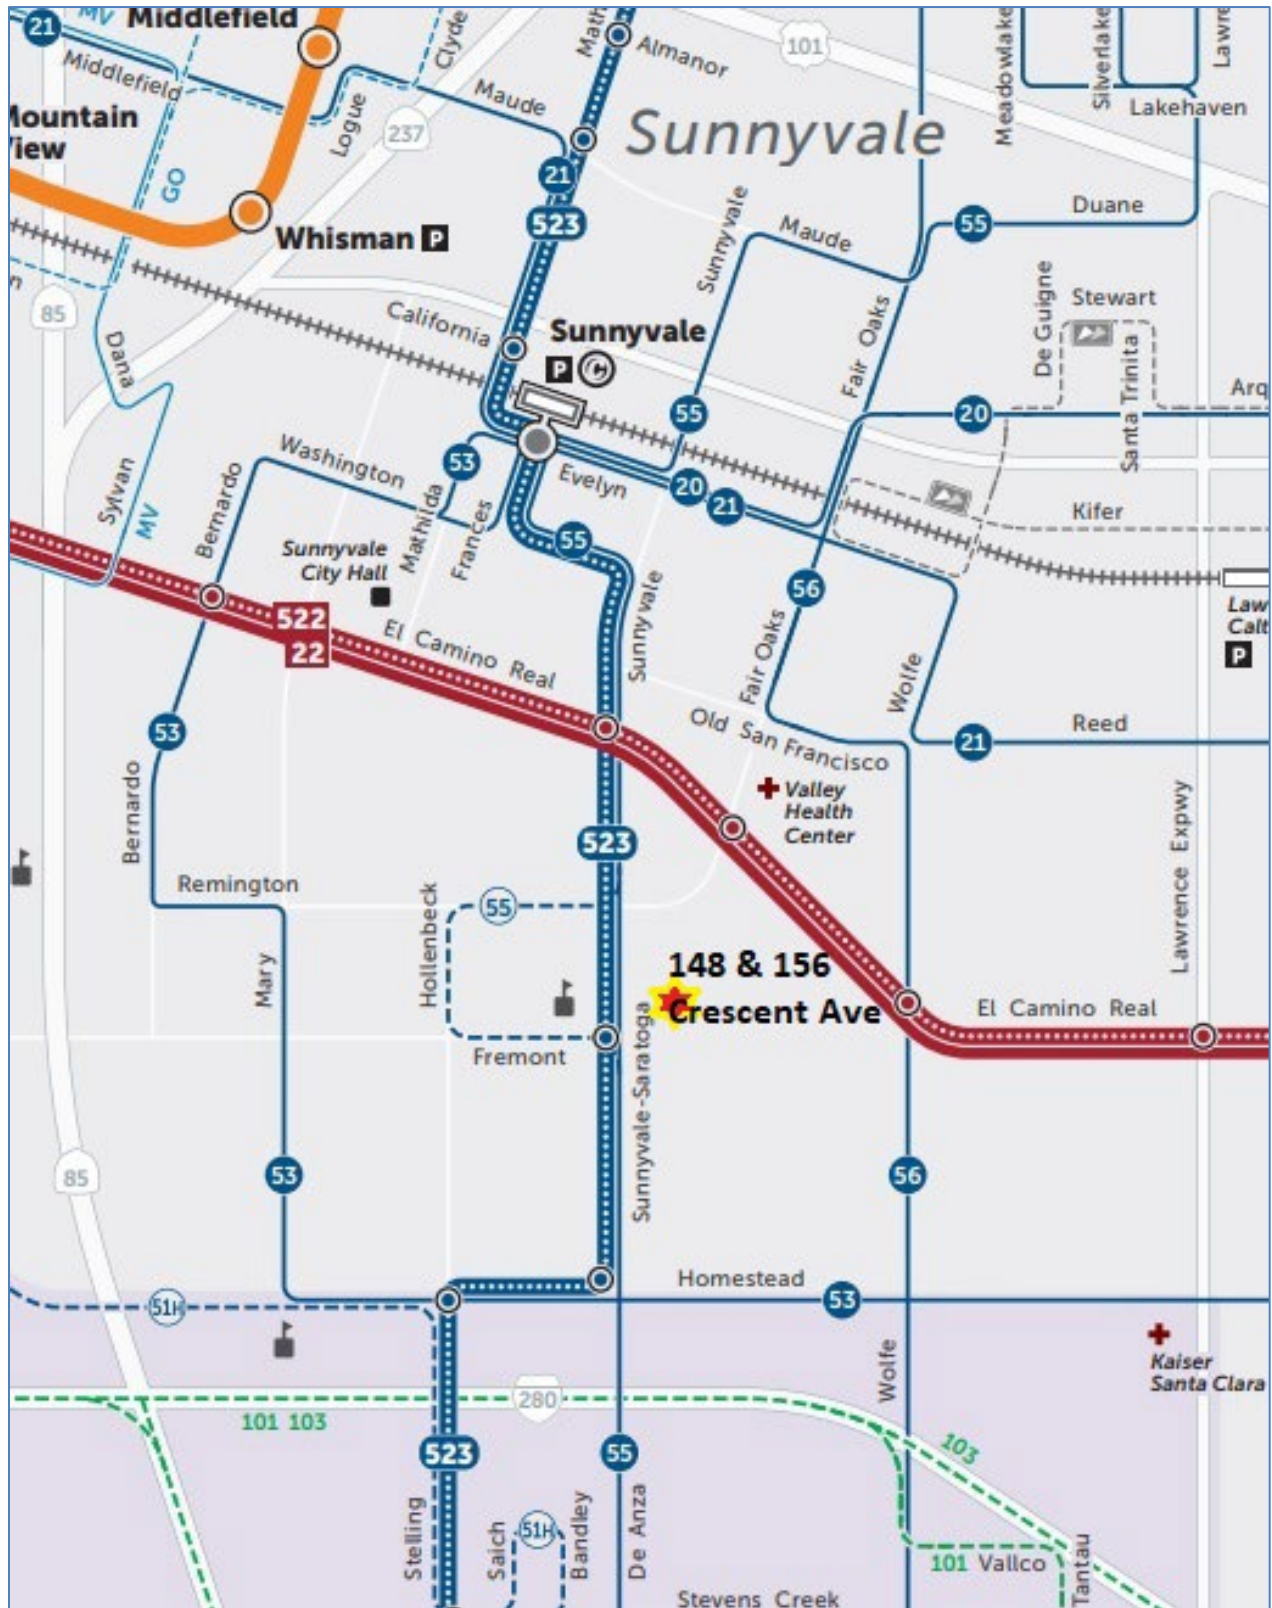 21
MV
Middlefield
Middlefield
Clyde
Math
Almanor
101
Meadowlake
Silverlake
Lawre
Lakehaven
Mountain
View
Logue
237
Maude
Sunnyvale
GO
21
523
Whisman P
Sunnyvale
Maude
55
Duane
n
85
California
Sunnyvale
P
Fair Oaks
De Guigne
Stewart
Santa Trinita
Dana
55
20
Arq
Washington
53
Evelyn
20
21
Kifer
Sylvan
MV
Bernardo
Mathilda
Frances
55
Sunnyvale
City Hall
Sunnyvale
56
Law
Calt
P
522
22
El Camino Real
Fair Oaks
Wolfe
53
Old San Francisco
21
Reed
Bernardo
Valley
Health
Center
523
Lawrence Expwy
Remington
Hollenbeck
55
Mary
148 & 156
Crescent Ave
El Camino Real
Fremont
Sunnyvale-Saratoga
85
53
56
Homestead
51H
53
Wolfe
Kaiser
Santa Clara
101 103
280
103
523
55
Stelling
Saich
51H
Bandley
De Anza
101 Vallco
Tantau
Stevens Creek